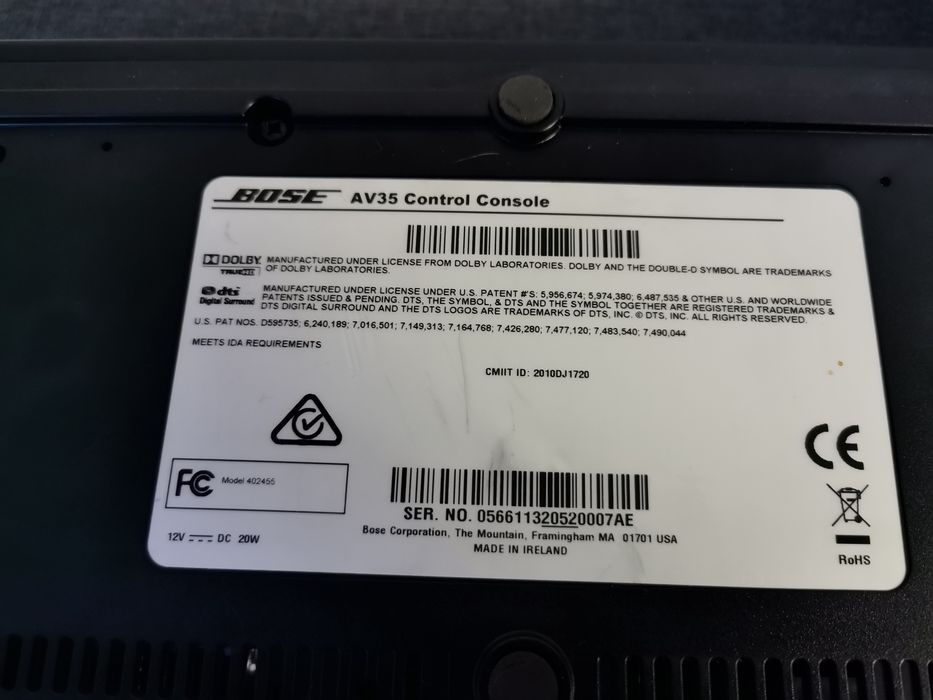 BOSE AV35 Control Console
DOLBY MANUFACTURED UNDER LICENSE FROM DOLBY LABORATORIES. DOLBY AND THE DOUBLE-D SYMBOL ARE TRADEMARKS
TRUEHD OF DOLBY LABORATORIES.
dts MANUFACTURED UNDER LICENSE UNDER U.S. PATENT #'S: 5,956,674; 5,974,380; 6,487,535 & OTHER U.S. AND WORLDWIDE
Digital Surround PATENTS ISSUED & PENDING. DTS, THE SYMBOL, & DTS AND THE SYMBOL TOGETHER ARE REGISTERED TRADEMARKS &
DTS DIGITAL SURROUND AND THE DTS LOGOS ARE TRADEMARKS OF DTS, INC. © DTS, INC. ALL RIGHTS RESERVED.
U.S. PAT NOS. D595735; 6,240,189; 7,016,501; 7,149,313; 7,164,768; 7,426,280; 7,477,120; 7,483,540; 7,490,044
MEETS IDA REQUIREMENTS
CMIIT ID: 2010DJ1720
CE
FC Model 402455
SER. NO. 056611320520007AE
Bose Corporation, The Mountain, Framingham MA 01701 USA
12V DC 20W
MADE IN IRELAND
RoHS